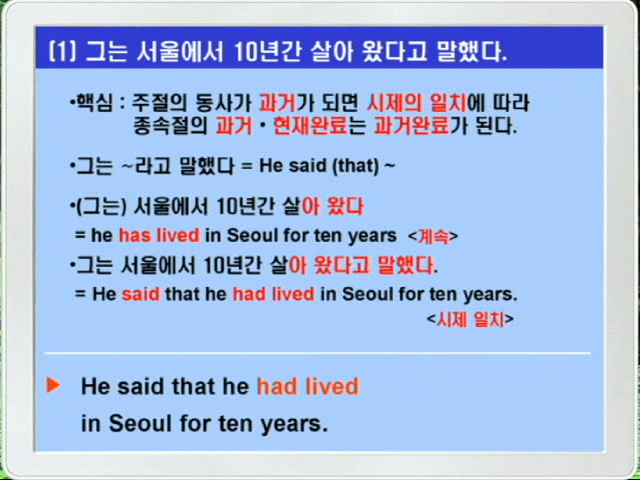 (1) 그는 서울에서 10년간 살아 왔다고 말했다.
•핵심 : 주절의 동사가 과거가 되면 시제의 일치에 따라
종속절의 과거 • 현재완료는 과거완료가 된다.
•그는 ~라고 말했다 = He said (that) ~
•(그는) 서울에서 10년간 살아 왔다
= he has lived in Seoul for ten years <계속>
•그는 서울에서 10년간 살아 왔다고 말했다.
= He said that he had lived in Seoul for ten years.
<시제 일치>
He said that he had lived
in Seoul for ten years.